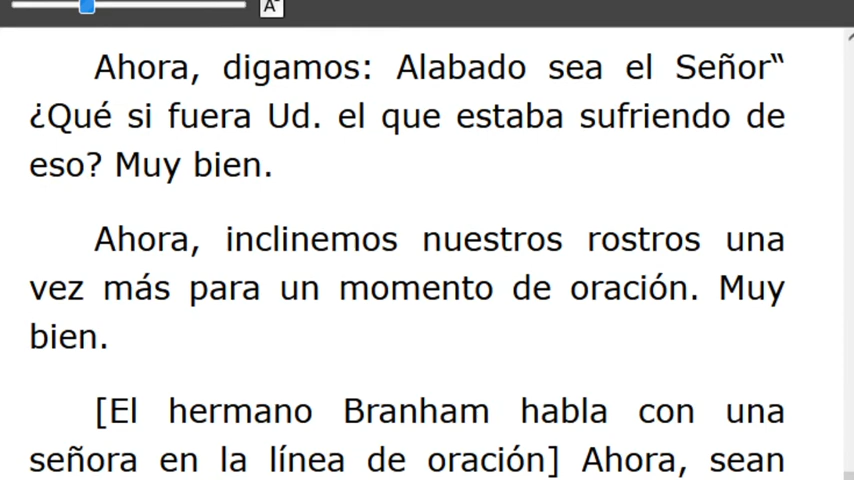 A
Ahora, digamos: Alabado sea el Señor“
¿Qué si fuera Ud. el que estaba sufriendo de
eso? Muy bien.
Ahora, inclinemos nuestros rostros una
vez más para un momento de oración. Muy
bien.
[El hermano Branham habla con una
señora en la línea de oración] Ahora, sean